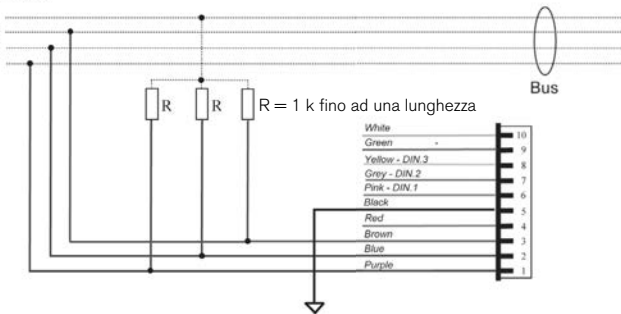 Bus
R
R
R = 1 k fino ad una lunghezza
White
10
Green
9
Yellow - DIN.3
8
Grey - DIN.2
7
Pink - DIN.1
6
Black
5
Red
4
Brown
3
Blue
2
Purple
1